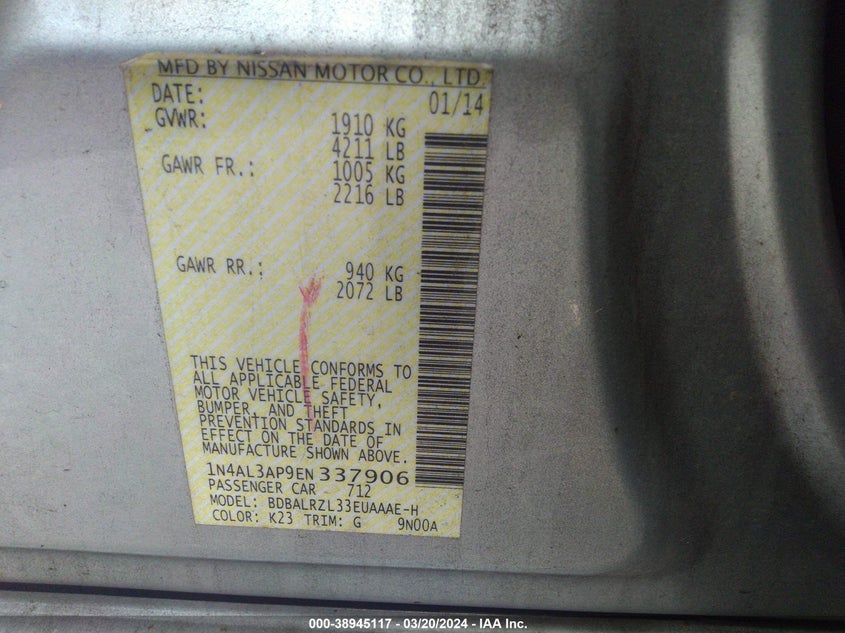 MFD BY NISSAN MOTOR CO., LTD.
DATE: 01/14
GVWR: 1910 KG
4211 LB
GAWR FR.: 1005 KG
2216 LB
GAWR RR.: 940 KG
2072 LB
THIS VEHICLE CONFORMS TO
ALL APPLICABLE FEDERAL
MOTOR VEHICLE SAFETY,
BUMPER, AND THEFT
PREVENTION STANDARDS IN
EFFECT ON THE DATE OF
MANUFACTURE SHOWN ABOVE.
1N4AL3AP9EN 337906
PASSENGER CAR 712
MODEL: BDBALRZL33EUAAAE-H
COLOR: K23 TRIM: G 9N00A
000-38945117 - 03/20/2024 - IAA Inc.